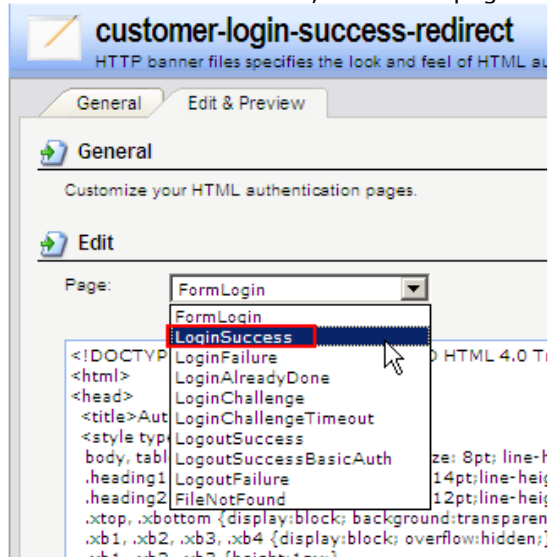 customer-login-success-redirect
HTTP banner files specifies the look and feel of HTML
General Edit & Preview
General
Customize your HTML authentication pages.
Edit
Page: FormLogin
FormLogin
LoginSuccess
<!DOCTYP LoginFailure HTML 4.0
<html> LoginAlreadyDone
<head> LoginChallenge
<title>Aut LoginChallengeTimeout
<style typ LogoutSuccess
body, tabl LogoutSuccessBasicAuth ze: 8pt; line-h
.heading1 LogoutFailure 14pt;line-heig
.heading2 FileNotFound 12pt;line-heig
.xtop, .xbottom {display:block; background:transparen
.xb1, .xb2, .xb3, .xb4 {display:block; overflow:hidden;}